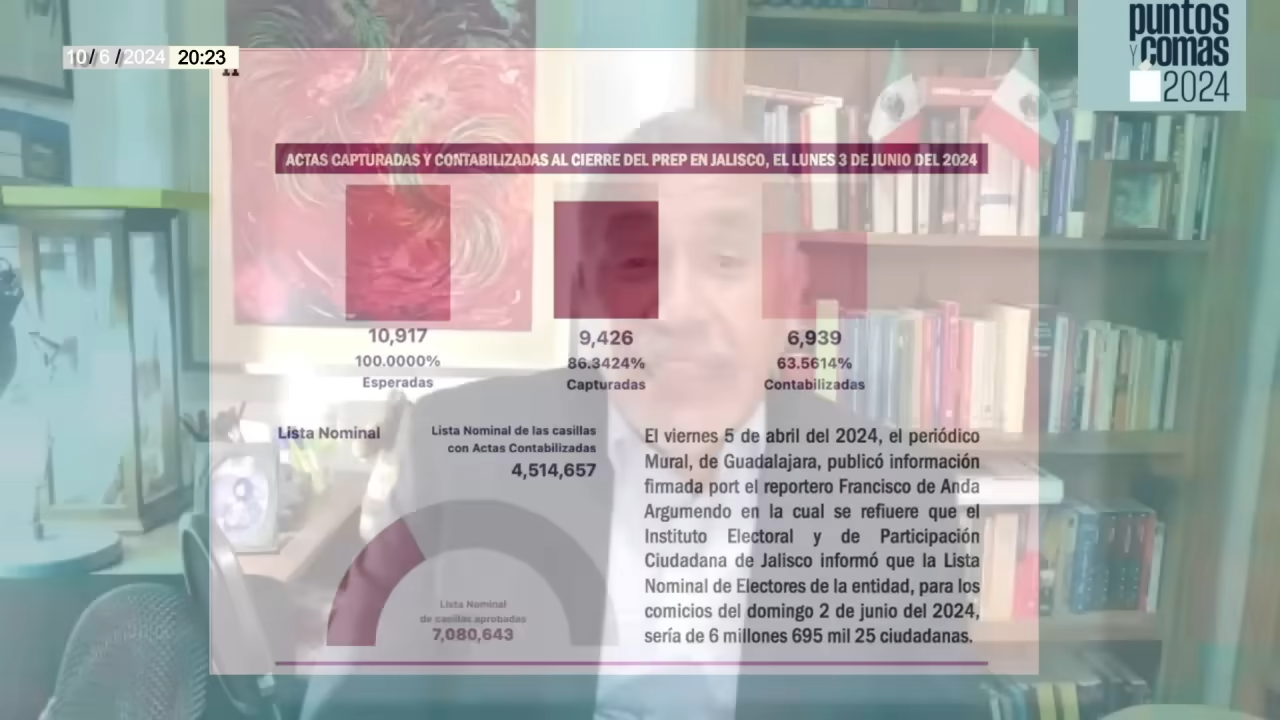 puntos
y comas
2024
10/6/2024 20:23
ACTAS CAPTURADAS Y CONTABILIZADAS AL CIERRE DEL PREP EN JALISCO, EL LUNES 3 DE JUNIO DEL 2024
10,917
100.0000%
Esperadas
9,426
86.3424%
Capturadas
6,939
63.5614%
Contabilizadas
Lista Nominal
Lista Nominal de las casillas
con Actas Contabilizadas
4,514,657
Lista Nominal
de casillas aprobadas
7,080,643
El viernes 5 de abril del 2024, el periódico
Mural, de Guadalajara, publicó información
firmada port el reportero Francisco de Anda
Argumendo en la cual se refiuere que el
Instituto Electoral y de Participación
Ciudadana de Jalisco informó que la Lista
Nominal de Electores de la entidad, para los
comicios del domingo 2 de junio del 2024,
sería de 6 millones 695 mil 25 ciudadanas.